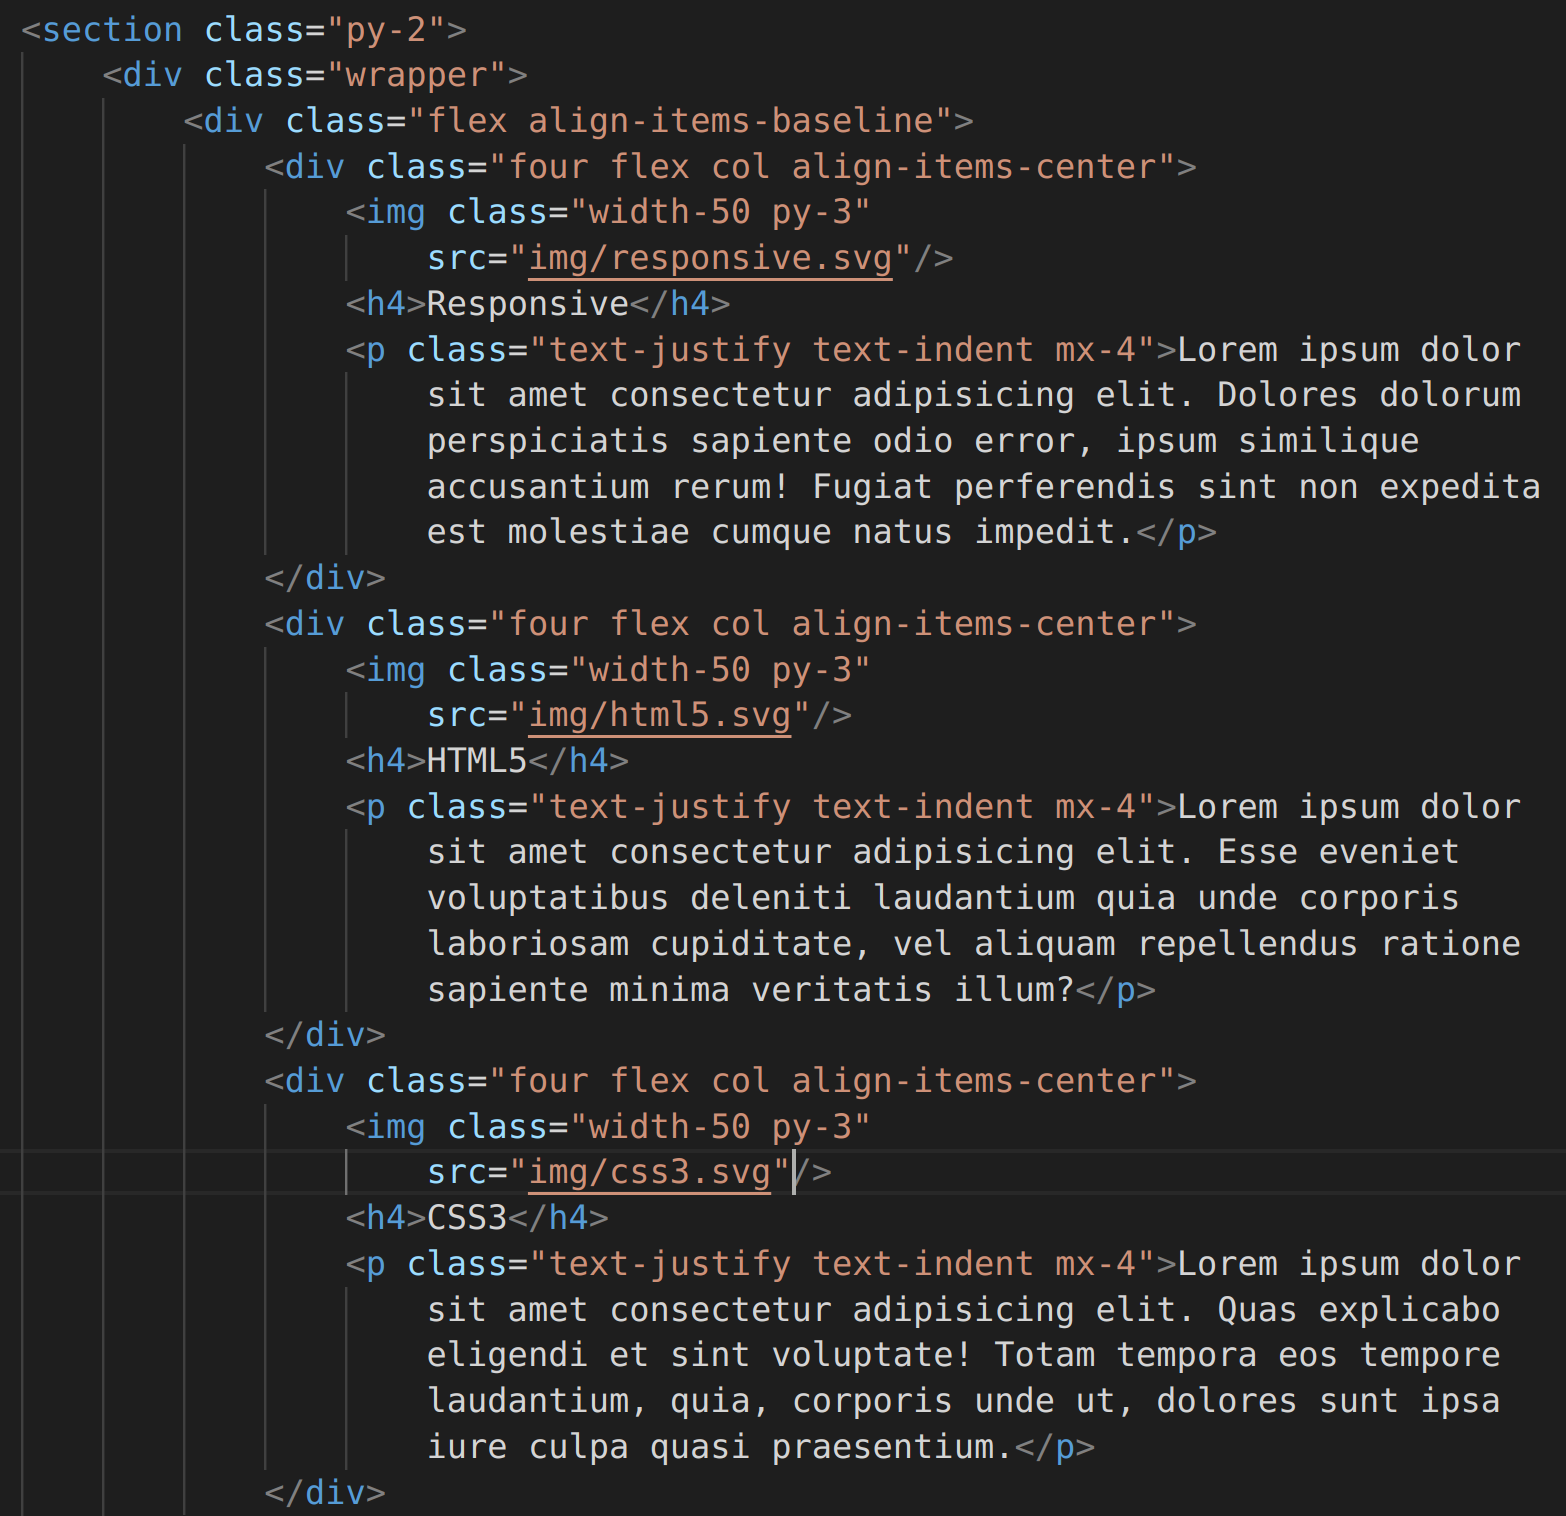 <section class="py-2">
    <div class="wrapper">
        <div class="flex align-items-baseline">
            <div class="four flex col align-items-center">
                <img class="width-50 py-3"
                    src="img/responsive.svg"/>
                <h4>Responsive</h4>
                <p class="text-justify text-indent mx-4">Lorem ipsum dolor
                    sit amet consectetur adipisicing elit. Dolores dolorum
                    perspiciatis sapiente odio error, ipsum similique
                    accusantium rerum! Fugiat perferendis sint non expedita
                    est molestiae cumque natus impedit.</p>
            </div>
            <div class="four flex col align-items-center">
                <img class="width-50 py-3"
                    src="img/html5.svg"/>
                <h4>HTML5</h4>
                <p class="text-justify text-indent mx-4">Lorem ipsum dolor
                    sit amet consectetur adipisicing elit. Esse eveniet
                    voluptatibus deleniti laudantium quia unde corporis
                    laboriosam cupiditate, vel aliquam repellendus ratione
                    sapiente minima veritatis illum?</p>
            </div>
            <div class="four flex col align-items-center">
                <img class="width-50 py-3"
                    src="img/css3.svg"/>
                <h4>CSS3</h4>
                <p class="text-justify text-indent mx-4">Lorem ipsum dolor
                    sit amet consectetur adipisicing elit. Quas explicabo
                    eligendi et sint voluptate! Totam tempora eos tempore
                    laudantium, quia, corporis unde ut, dolores sunt ipsa
                    iure culpa quasi praesentium.</p>
            </div>